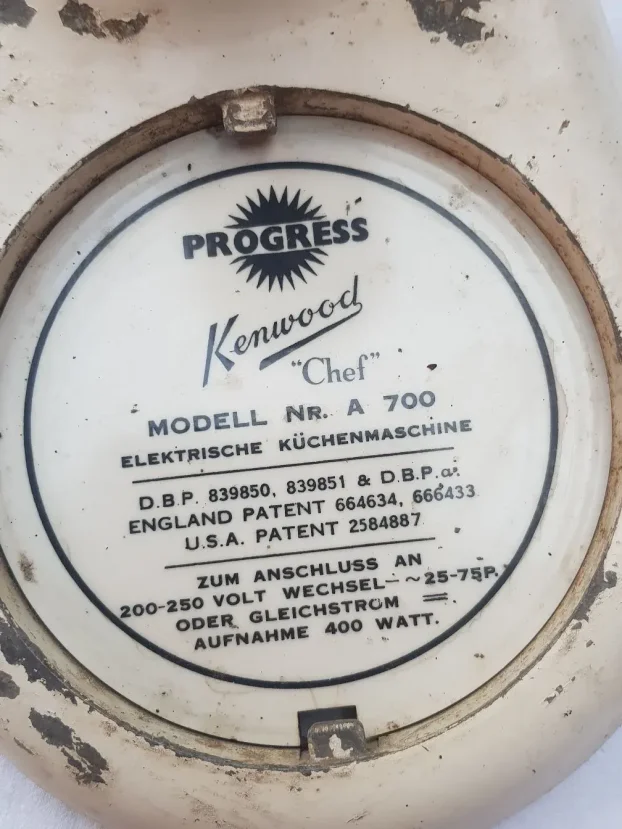 PROGRESS
Kenwood
"Chef"
MODELL NR. A 700
ELEKTRISCHE KÜCHENMASCHINE
D.B.P. 839850, 839851 & D.B.P.a.
ENGLAND PATENT 664634, 666433
U.S.A. PATENT 2584887
ZUM ANSCHLUSS AN
200-250 VOLT WECHSEL- ~ 25-75P.
ODER GLEICHSTROM =.
AUFNAHME 400 WATT.